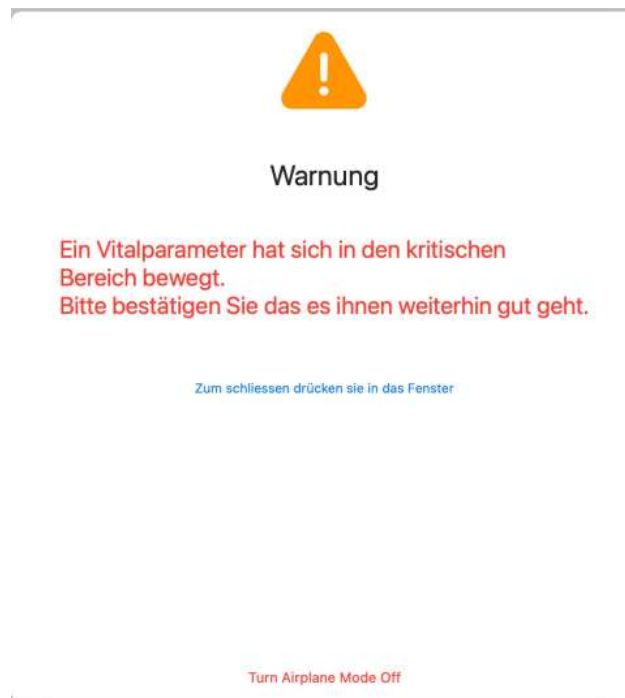 Warnung
Ein Vitalparameter hat sich in den kritischen
Bereich bewegt.
Bitte bestätigen Sie das es ihnen weiterhin gut geht.
Zum schliessen drücken sie in das Fenster
Turn Airplane Mode Off